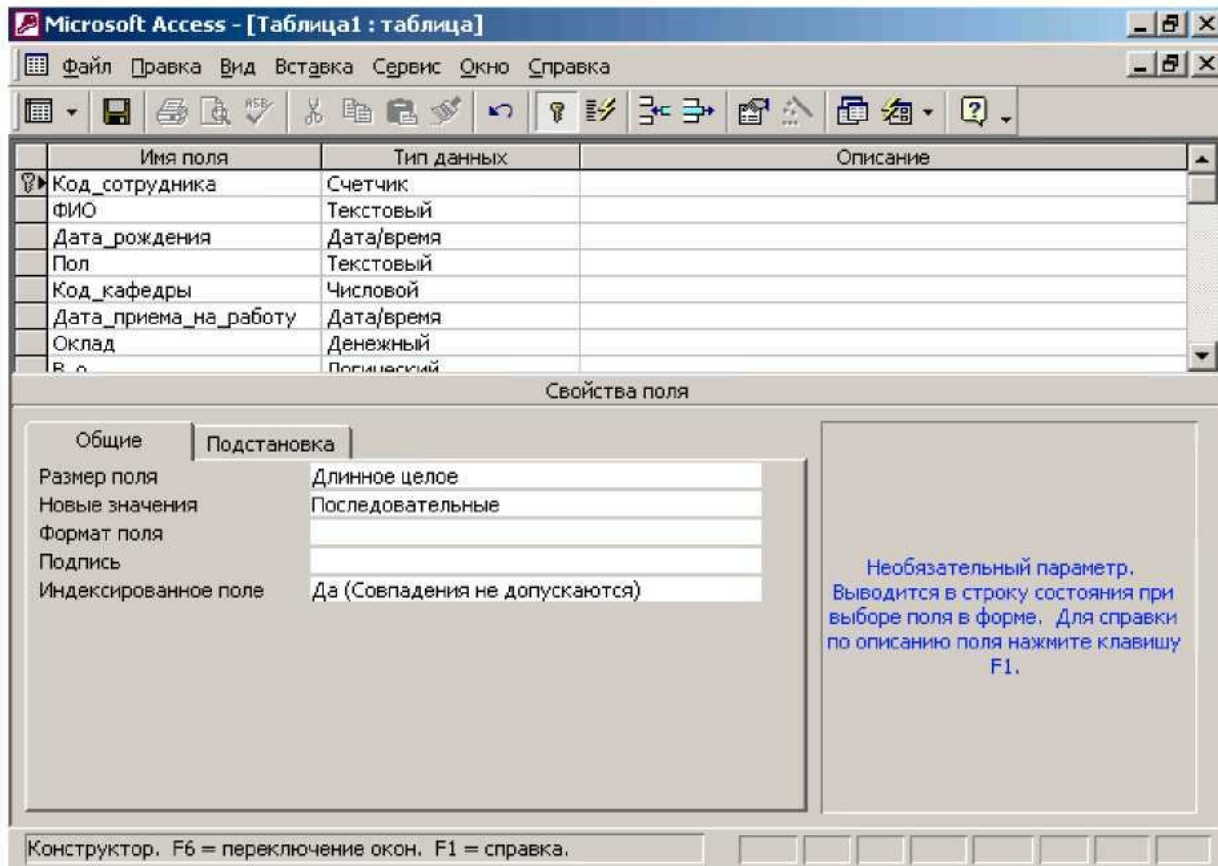 Microsoft Access - [Таблица1 : таблица]
Файл Правка Вид Вставка Сервис Окно Справка
Имя поля Тип данных Описание
Код_сотрудника Счетчик
ФИО Текстовый
Дата_рождения Дата/время
Пол Текстовый
Код_кафедры Числовой
Дата_приема_на_работу Дата/время
Оклад Денежный
Логический
Свойства поля
Общие Подстановка
Размер поля Длинное целое
Новые значения Последовательные
Формат поля
Подпись
Индексированное поле Да (Совпадения не допускаются)
Необязательный параметр.
Выводится в строку состояния при
выборе поля в форме. Для справки
по описанию поля нажмите клавишу
F1.
Конструктор. F6 = переключение окон. F1 = справка.